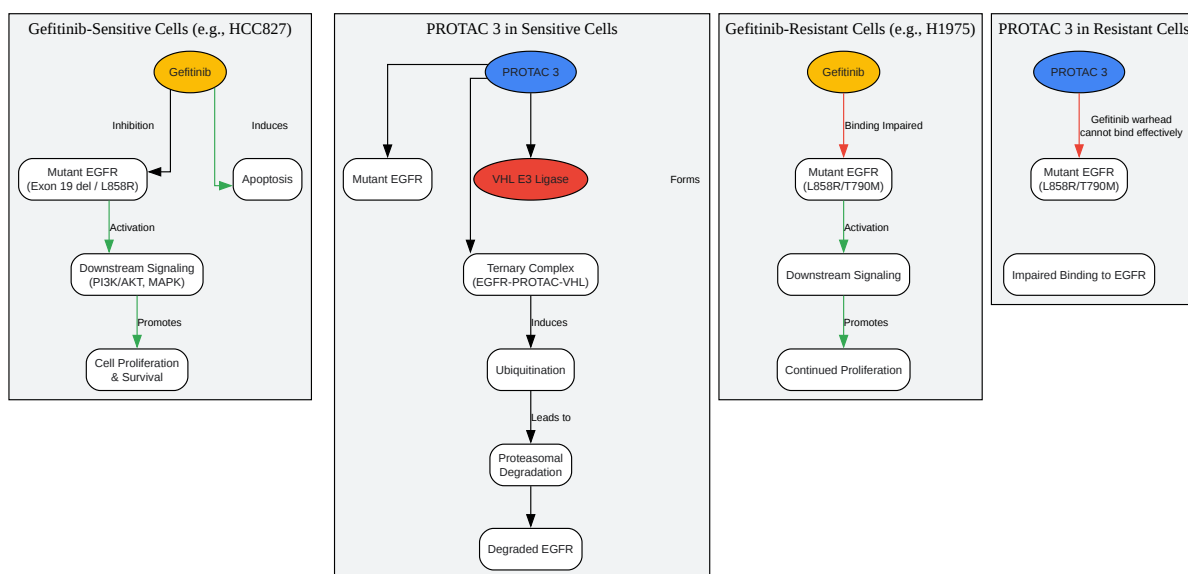 Gefitinib-Sensitive Cells (e.g., HCC827)
Gefitinib
Inhibition
Induces
Mutant EGFR
(Exon 19 del / L858R)
Apoptosis
Activation
Downstream Signaling
(PI3K/AKT, MAPK)
Promotes
Cell Proliferation
& Survival
PROTAC 3 in Sensitive Cells
PROTAC 3
Mutant EGFR
VHL E3 Ligase
Forms
Ternary Complex
(EGFR-PROTAC-VHL)
Induces
Ubiquitination
Leads to
Proteasomal
Degradation
Degraded EGFR
Gefitinib-Resistant Cells (e.g., H1975)
Gefitinib
Binding Impaired
Mutant EGFR
(L858R/T790M)
Activation
Downstream Signaling
Promotes
Continued Proliferation
PROTAC 3 in Resistant Cells
PROTAC 3
Gefitinib warhead
cannot bind effectively
Mutant EGFR
(L858R/T790M)
Impaired Binding to EGFR